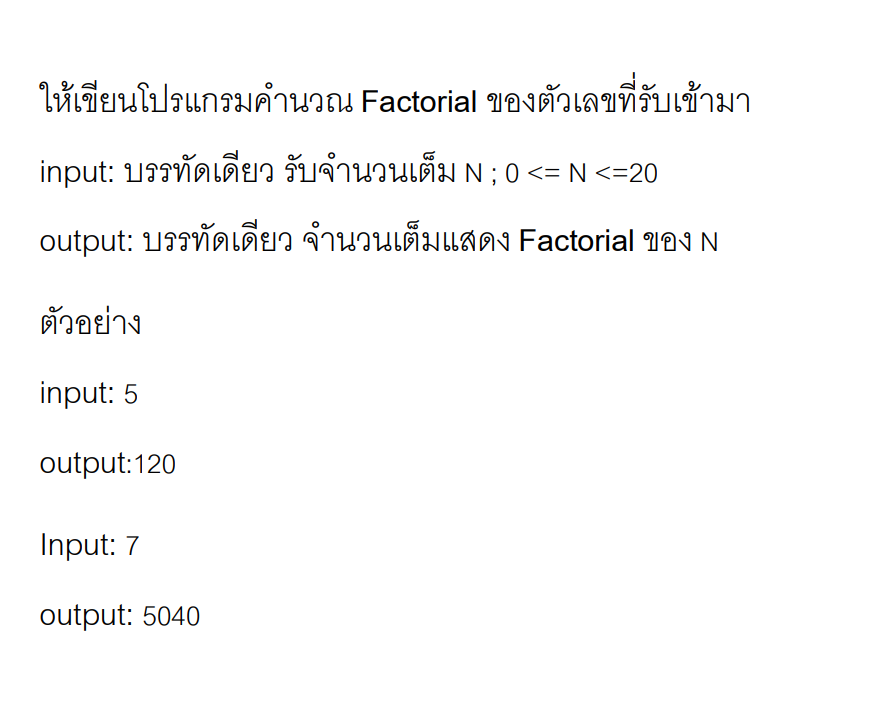 ให้เขียนโปรแกรมคำนวณ Factorial ของตัวเลขที่รับเข้ามา
input: บรรทัดเดียว รับจำนวนเต็ม N ; 0 <= N <=20
output: บรรทัดเดียว จำนวนเต็มแสดง Factorial ของ N
ตัวอย่าง
input: 5
output:120
Input: 7
output: 5040